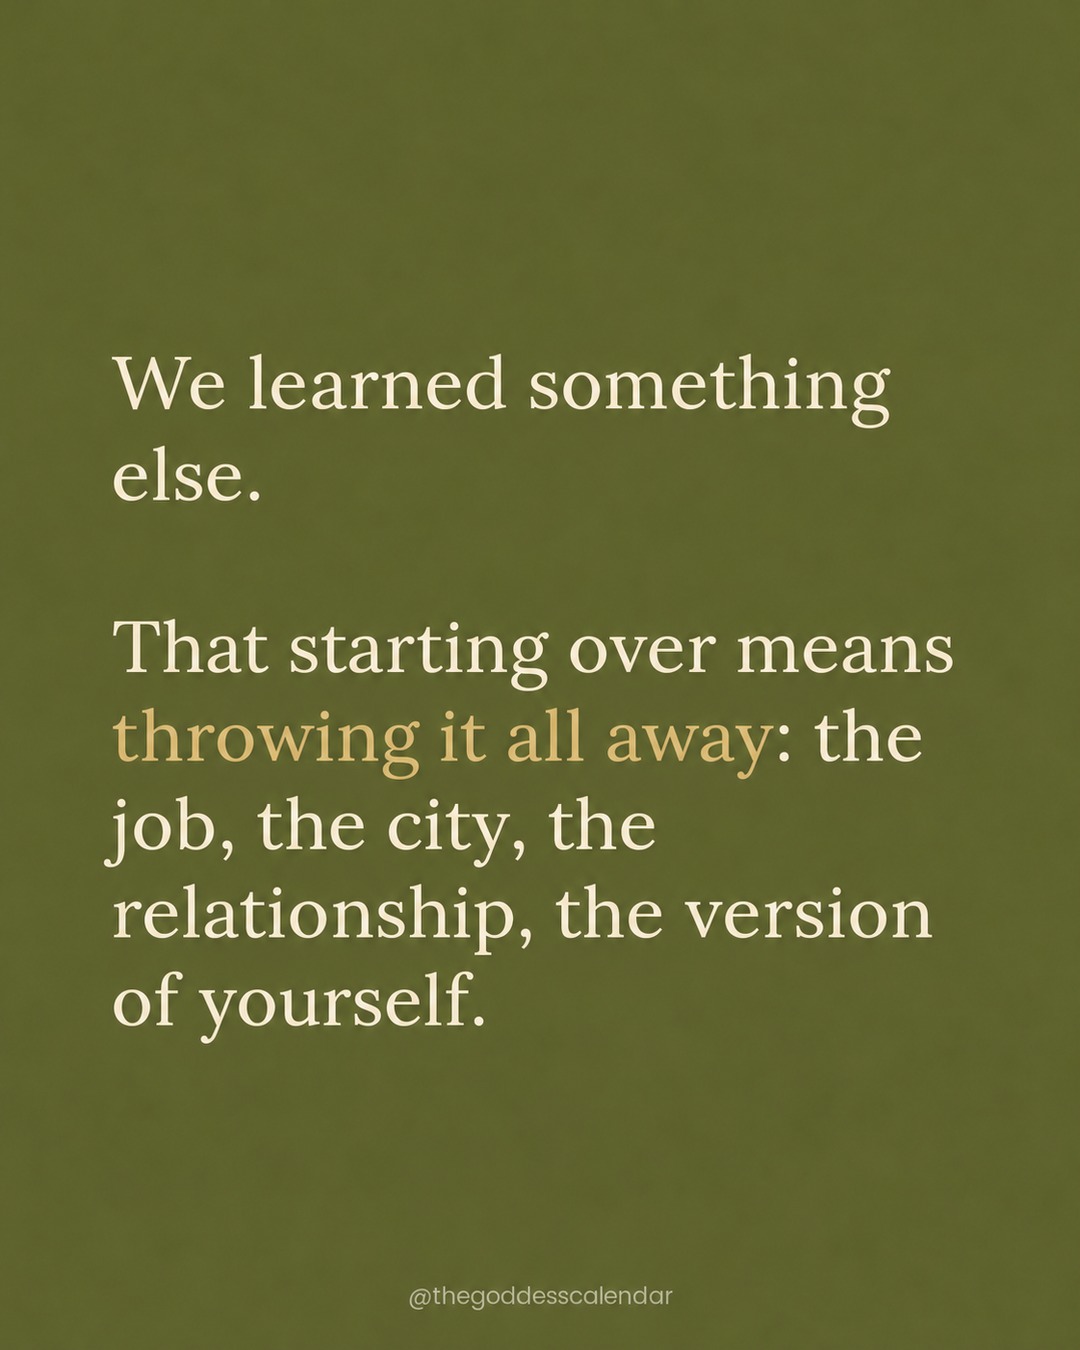 We learned something
else.
That starting over means
throwing it all away: the
job, the city, the
relationship, the version
of yourself.
@thegoddesscalendar